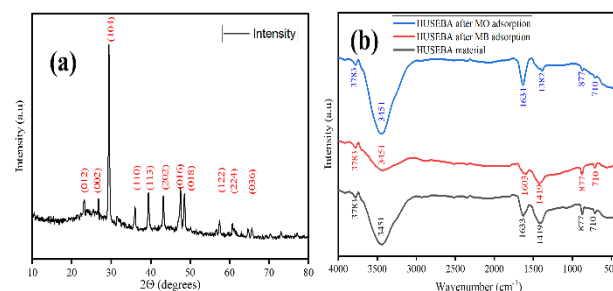 (a)
Intensity
(104)
(012)
(002)
(110)
(113)
(202)
(016)
(018)
(122)
(224)
(036)
Intensity (a.u)
10 20 30 40 50 60 70 80
2Θ (degrees)
(b)
HUSEBA after MO adsorption
HUSEBA after MB adsorption
HUSEBA material
3783
3451
1631
1382
877
710
3783
3451
1605
1419
877
710
3783
3451
1633
1419
877
710
Intensity (a.u)
4000 3500 3000 2500 2000 1500 1000 500
Wavenumber (cm⁻¹)